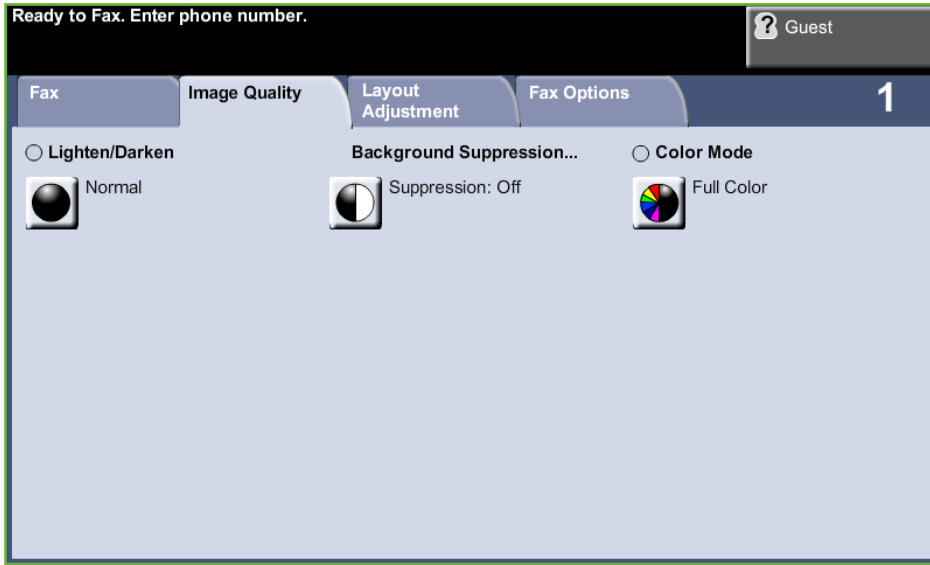 Ready to Fax. Enter phone number.
? Guest
Fax
Image Quality
Layout
Adjustment
Fax Options
1
Lighten/Darken
Background Suppression...
Color Mode
Normal
Suppression: Off
Full Color